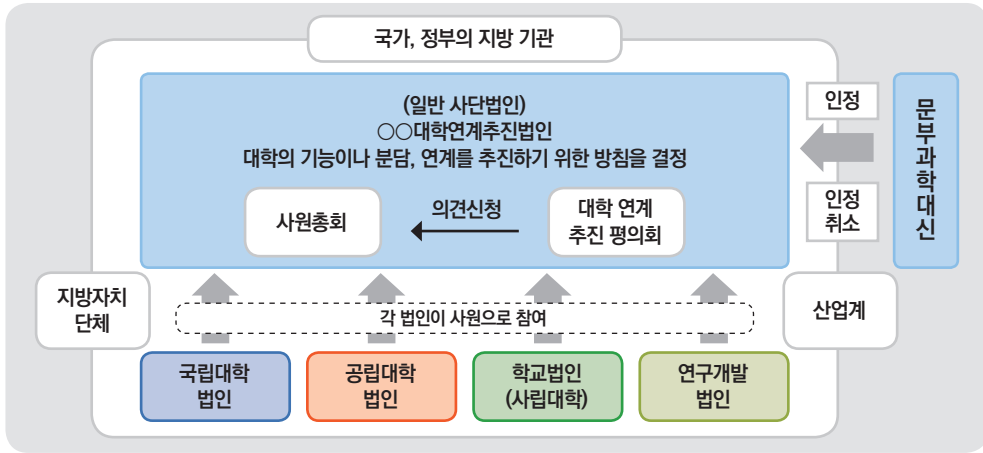 국가, 정부의 지방 기관
(일반 사단법인)
○○대학연계추진법인
대학의 기능이나 분담, 연계를 추진하기 위한 방침을 결정
사원총회
의견신청
대학 연계
추진 평의회
인정
인정
취소
문부과학대신
지방자치
단체
각 법인이 사원으로 참여
산업계
국립대학
법인
공립대학
법인
학교법인
(사립대학)
연구개발
법인